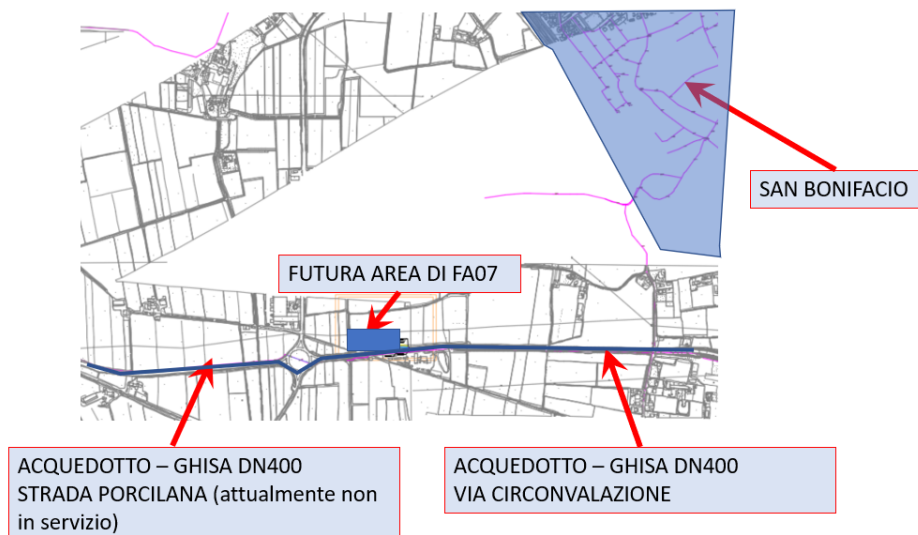 SAN BONIFACIO
FUTURA AREA DI FA07
ACQUEDOTTO – GHISA DN400
STRADA PORCILANA (attualmente non
in servizio)
ACQUEDOTTO – GHISA DN400
VIA CIRCONVALAZIONE